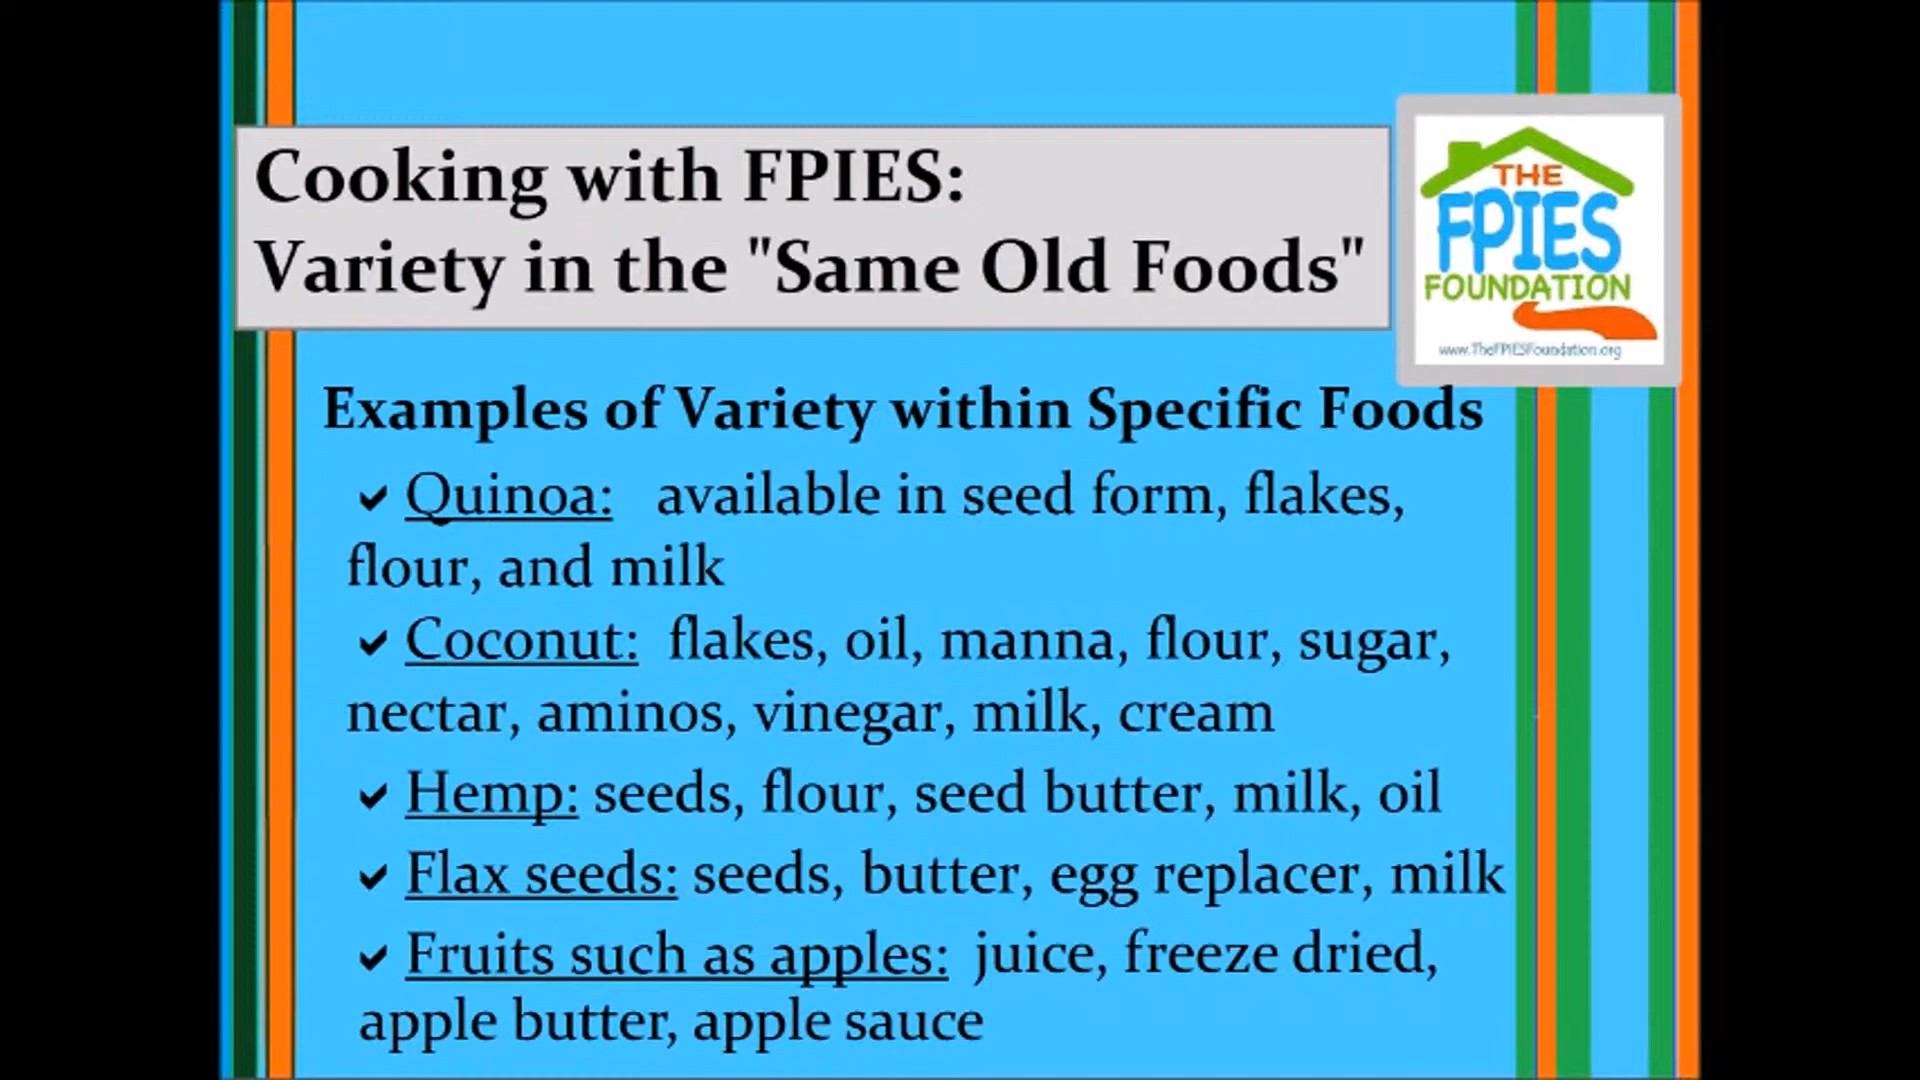 Cooking with FPIES:
Variety in the "Same Old Foods"
THE
FPIES
FOUNDATION
www.TheFPIESFoundation.org
Examples of Variety within Specific Foods
✔ Quinoa: available in seed form, flakes,
flour, and milk
✔ Coconut: flakes, oil, manna, flour, sugar,
nectar, aminos, vinegar, milk, cream
✔ Hemp: seeds, flour, seed butter, milk, oil
✔ Flax seeds: seeds, butter, egg replacer, milk
✔ Fruits such as apples: juice, freeze dried,
apple butter, apple sauce